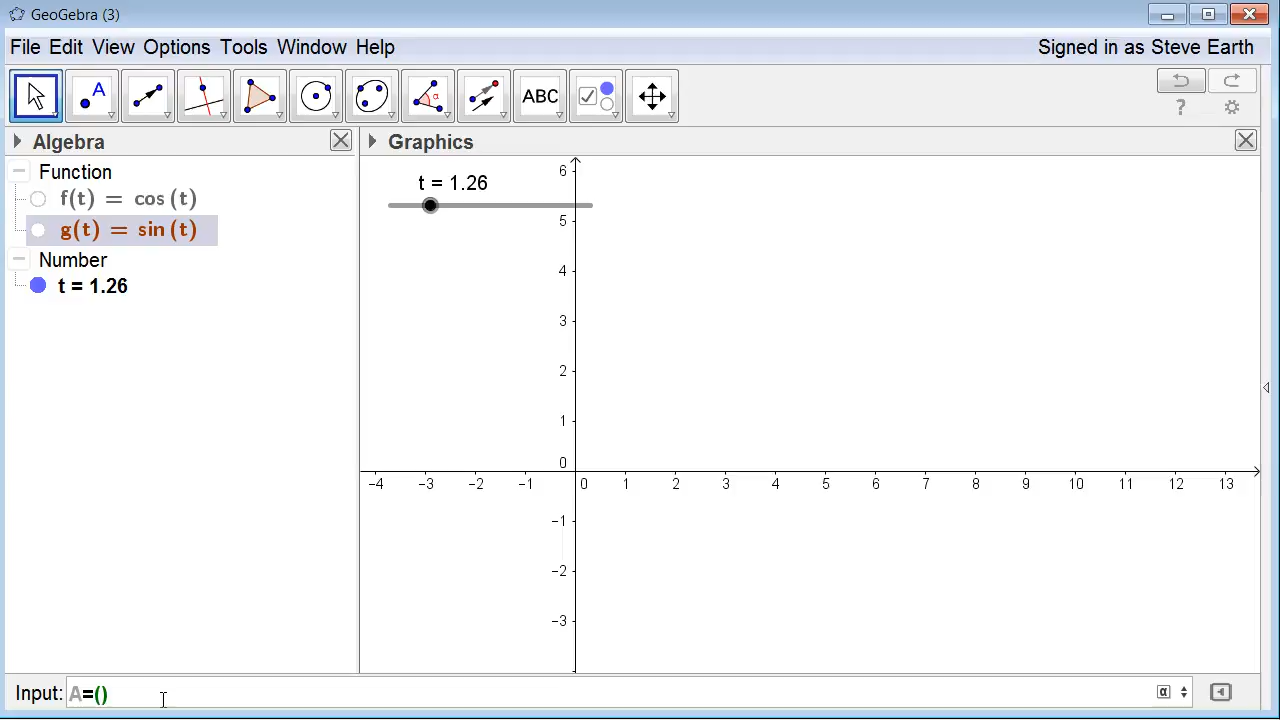 GeoGebra (3)
File Edit View Options Tools Window Help Signed in as Steve Earth
A α ABC ?
Algebra Graphics
Function
f(t) = cos (t)
g(t) = sin (t)
Number
t = 1.26
t = 1.26
6
5
4
3
2
1
0
−4 −3 −2 −1 0 1 2 3 4 5 6 7 8 9 10 11 12 13
−1
−2
−3
Input: A=() α